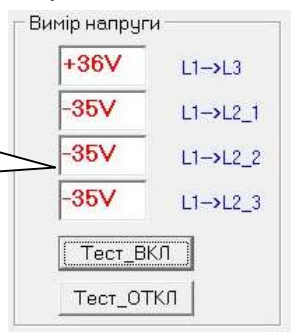 Вимір напруги
+36V L1-->L3
-35V L1-->L2_1
-35V L1-->L2_2
-35V L1-->L2_3
Тест_ВКЛ
Тест_ОТКЛ